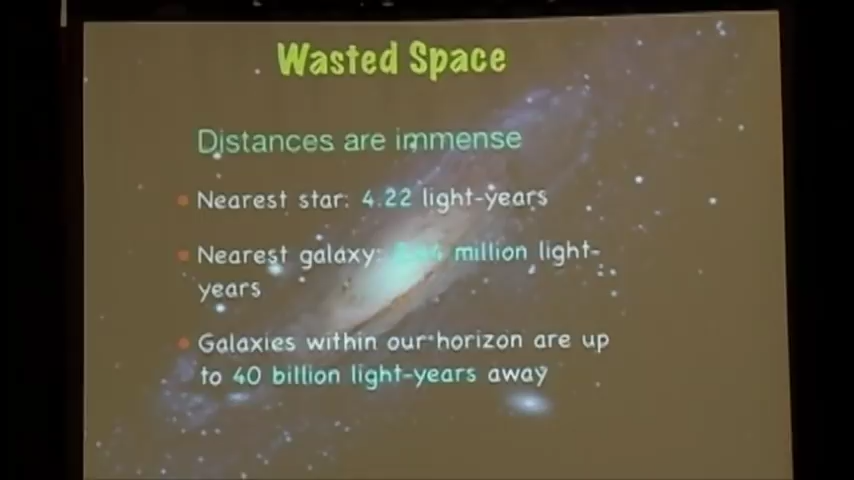 Wasted Space
Distances are immense
Nearest star: 4.22 light-years
Nearest galaxy: million light-
years
Galaxies within our horizon are up
to 40 billion light-years away